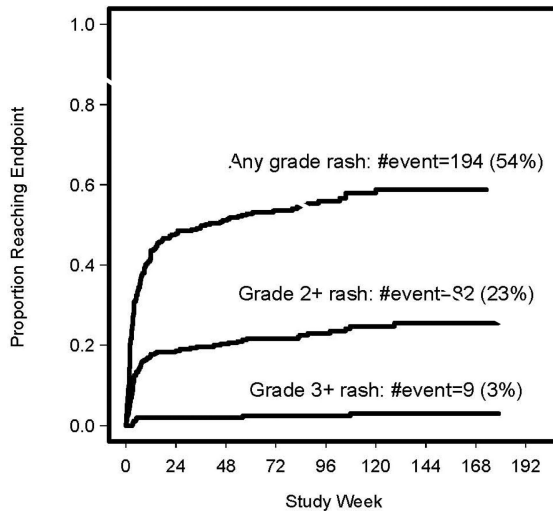 Proportion Reaching Endpoint
1.0
0.8
0.6
0.4
0.2
0.0
Any grade rash: #event=194 (54%)
Grade 2+ rash: #event=82 (23%)
Grade 3+ rash: #event=9 (3%)
0 24 48 72 96 120 144 168 192
Study Week